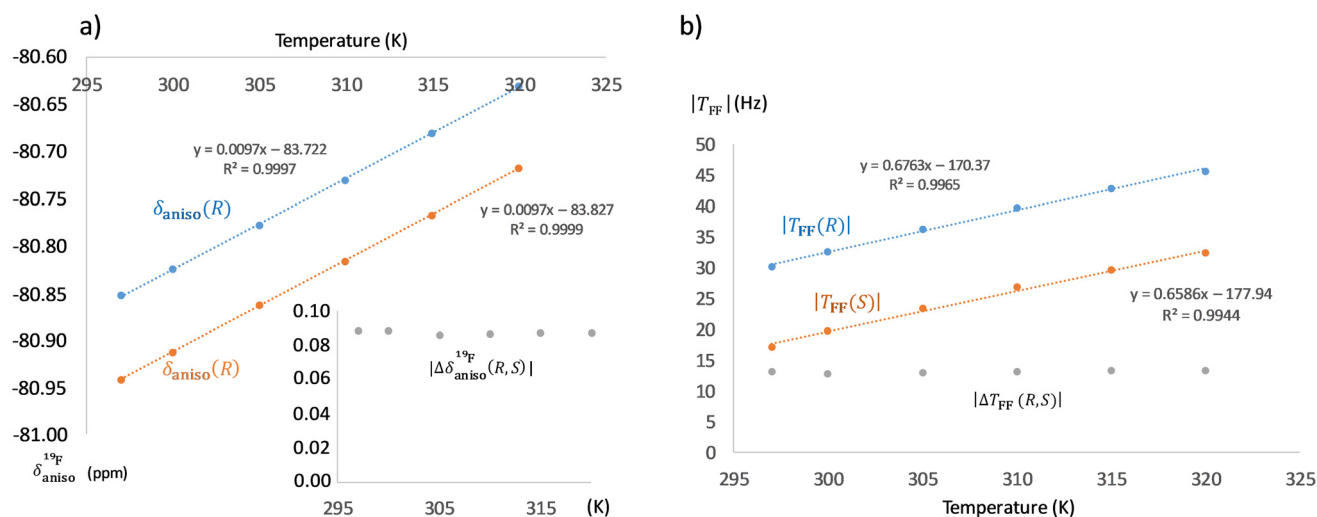 a)
Temperature (K)
-80.60
295 300 305 310 315 320 325
-80.65
-80.70
-80.75
-80.80
-80.85
-80.90
-80.95
-81.00
y = 0.0097x – 83.722
R² = 0.9997
δaniso(R)
y = 0.0097x – 83.827
R² = 0.9999
δaniso(R)
δ¹⁹F aniso (ppm)
0.10
0.08
0.06
0.04
0.02
0.00
|Δδ¹⁹F aniso(R,S)|
295 305 315 (K)
b)
|TFF| (Hz)
50
45
40
35
30
25
20
15
10
5
0
y = 0.6763x – 170.37
R² = 0.9965
|TFF(R)|
|TFF(S)|
y = 0.6586x – 177.94
R² = 0.9944
|ΔTFF (R,S)|
295 300 305 310 315 320 325
Temperature (K)